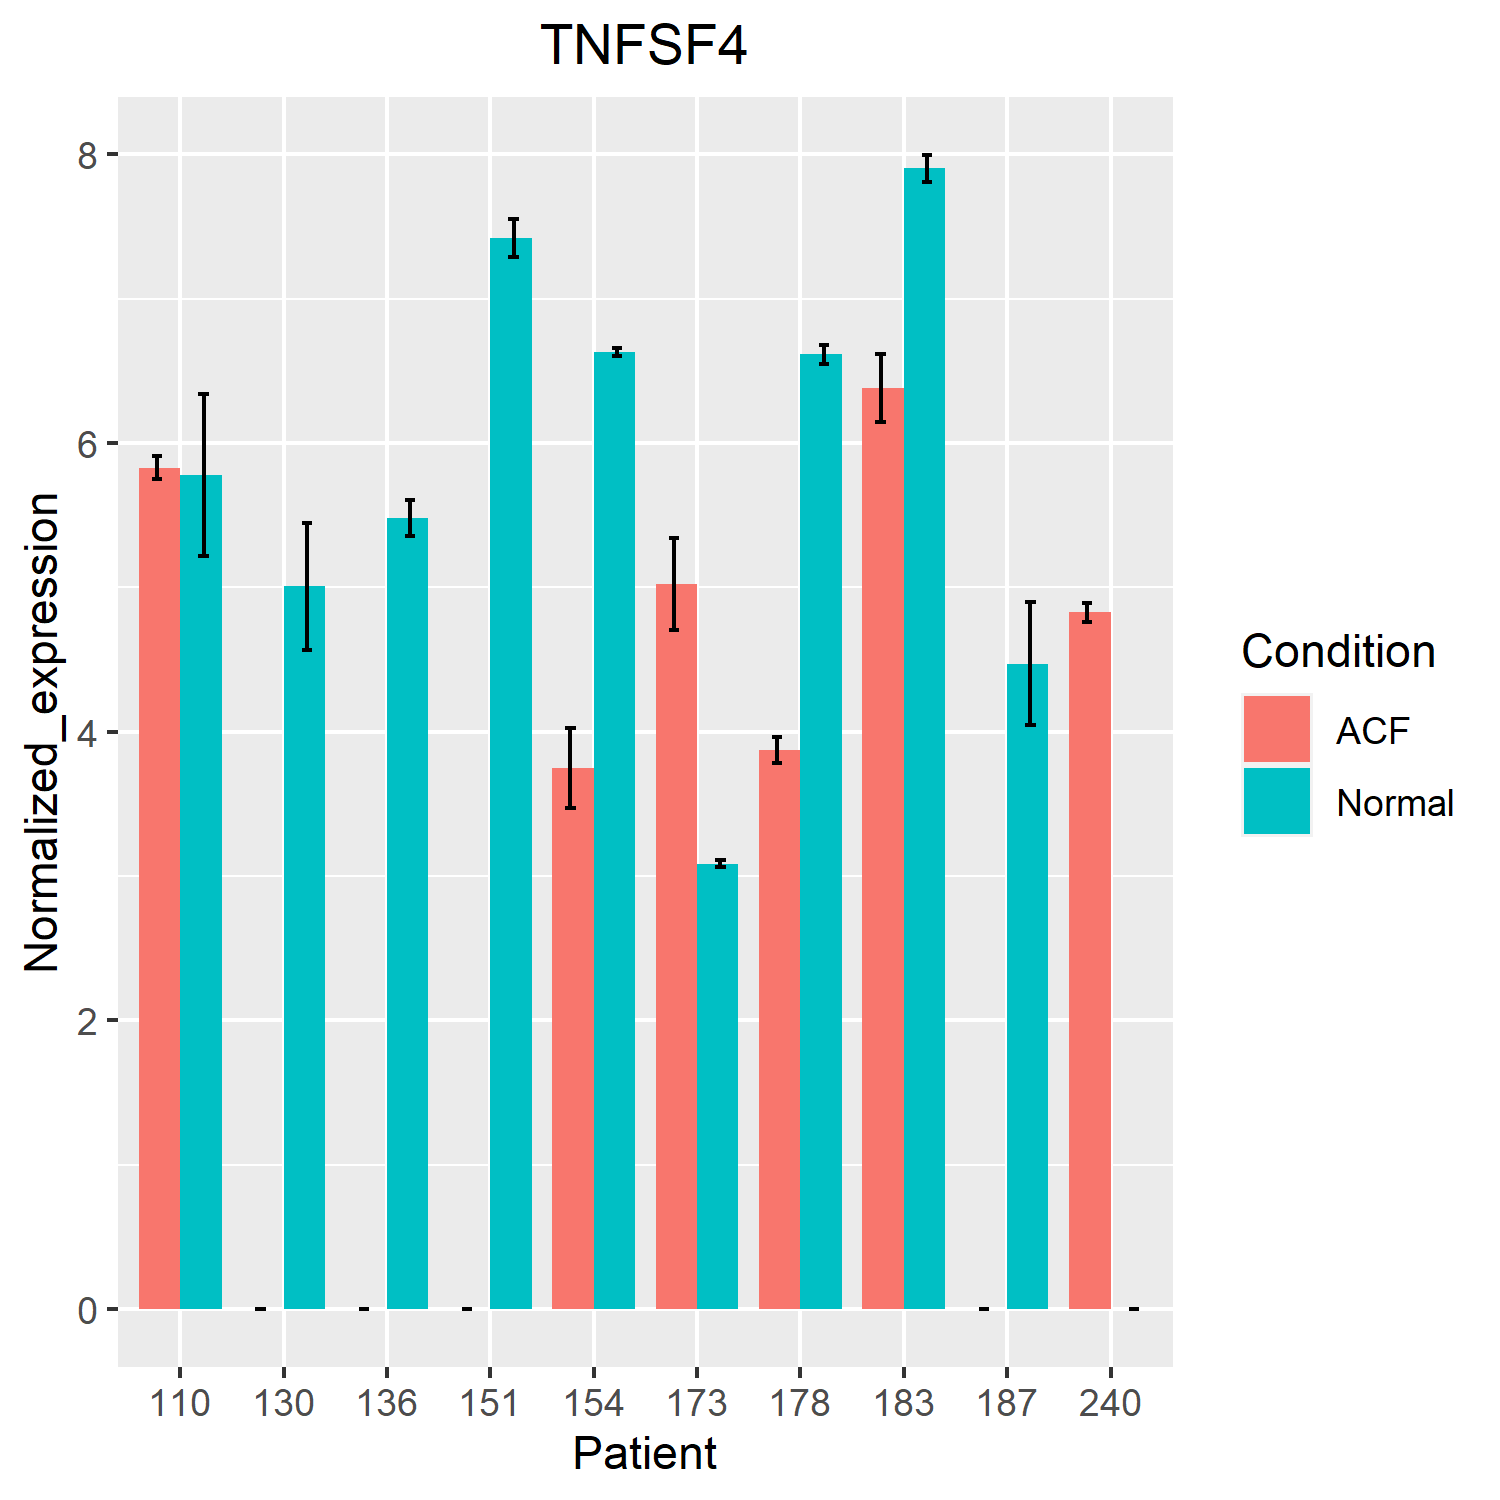 TNFSF4
8
6
4
2
0
Normalized_expression
110 130 136 151 154 173 178 183 187 240
Patient
Condition
ACF
Normal